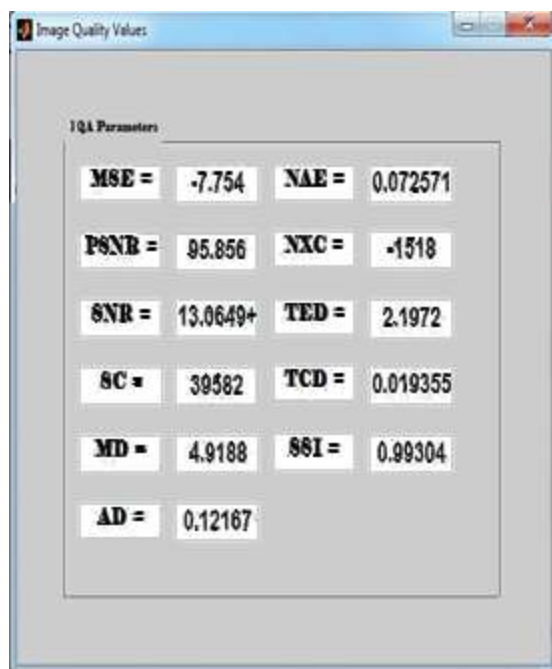 Image Quality Values
IQA Parameters
MSE = -7.754 NAE = 0.072571
PSNR = 95.856 NXC = -1518
SNR = 13.0649+ TED = 2.1972
SC = 39582 TCD = 0.019355
MD = 4.9188 SSI = 0.99304
AD = 0.12167